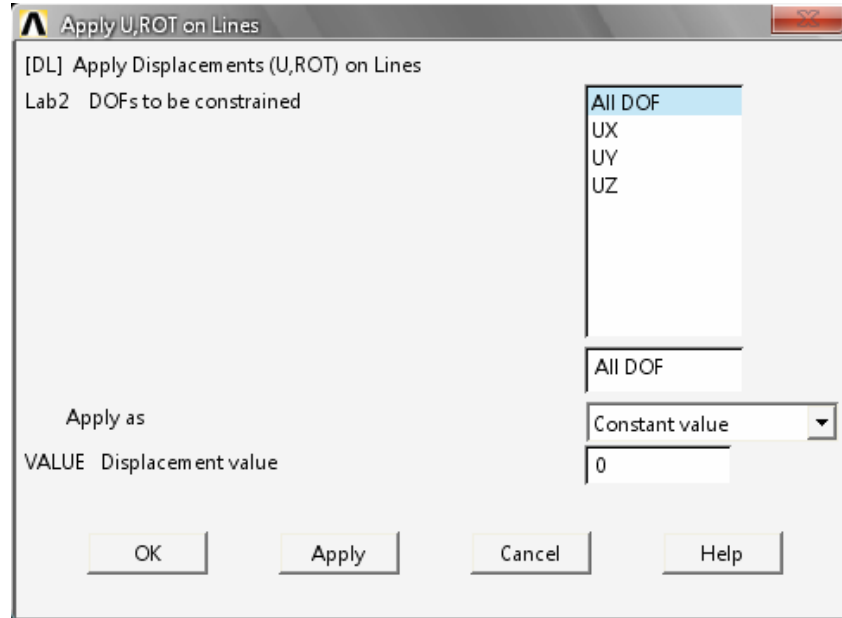 Apply U,ROT on Lines
[DL] Apply Displacements (U,ROT) on Lines
Lab2 DOFs to be constrained
All DOF
UX
UY
UZ
All DOF
Apply as
Constant value
VALUE Displacement value
0
OK Apply Cancel Help